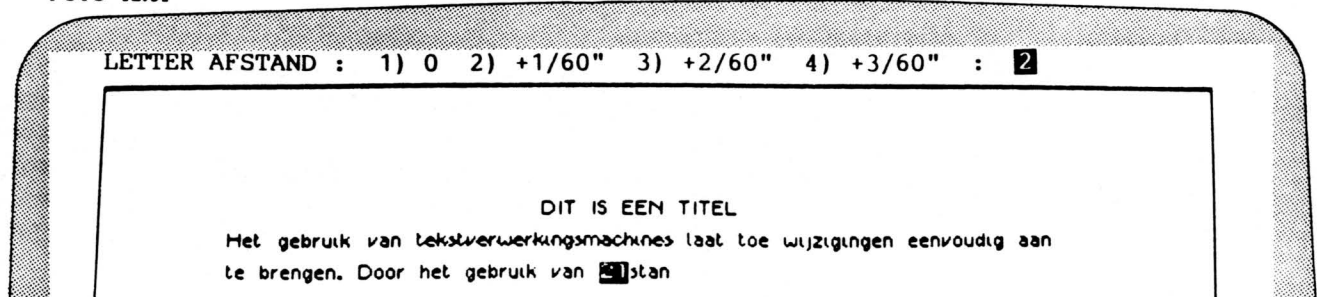 LETTER AFSTAND : 1) 0 2) +1/60" 3) +2/60" 4) +3/60" : 2
DIT IS EEN TITEL
Het gebruik van tekstverwerkingsmachines laat toe wijzigingen eenvoudig aan
te brengen. Door het gebruik van stan